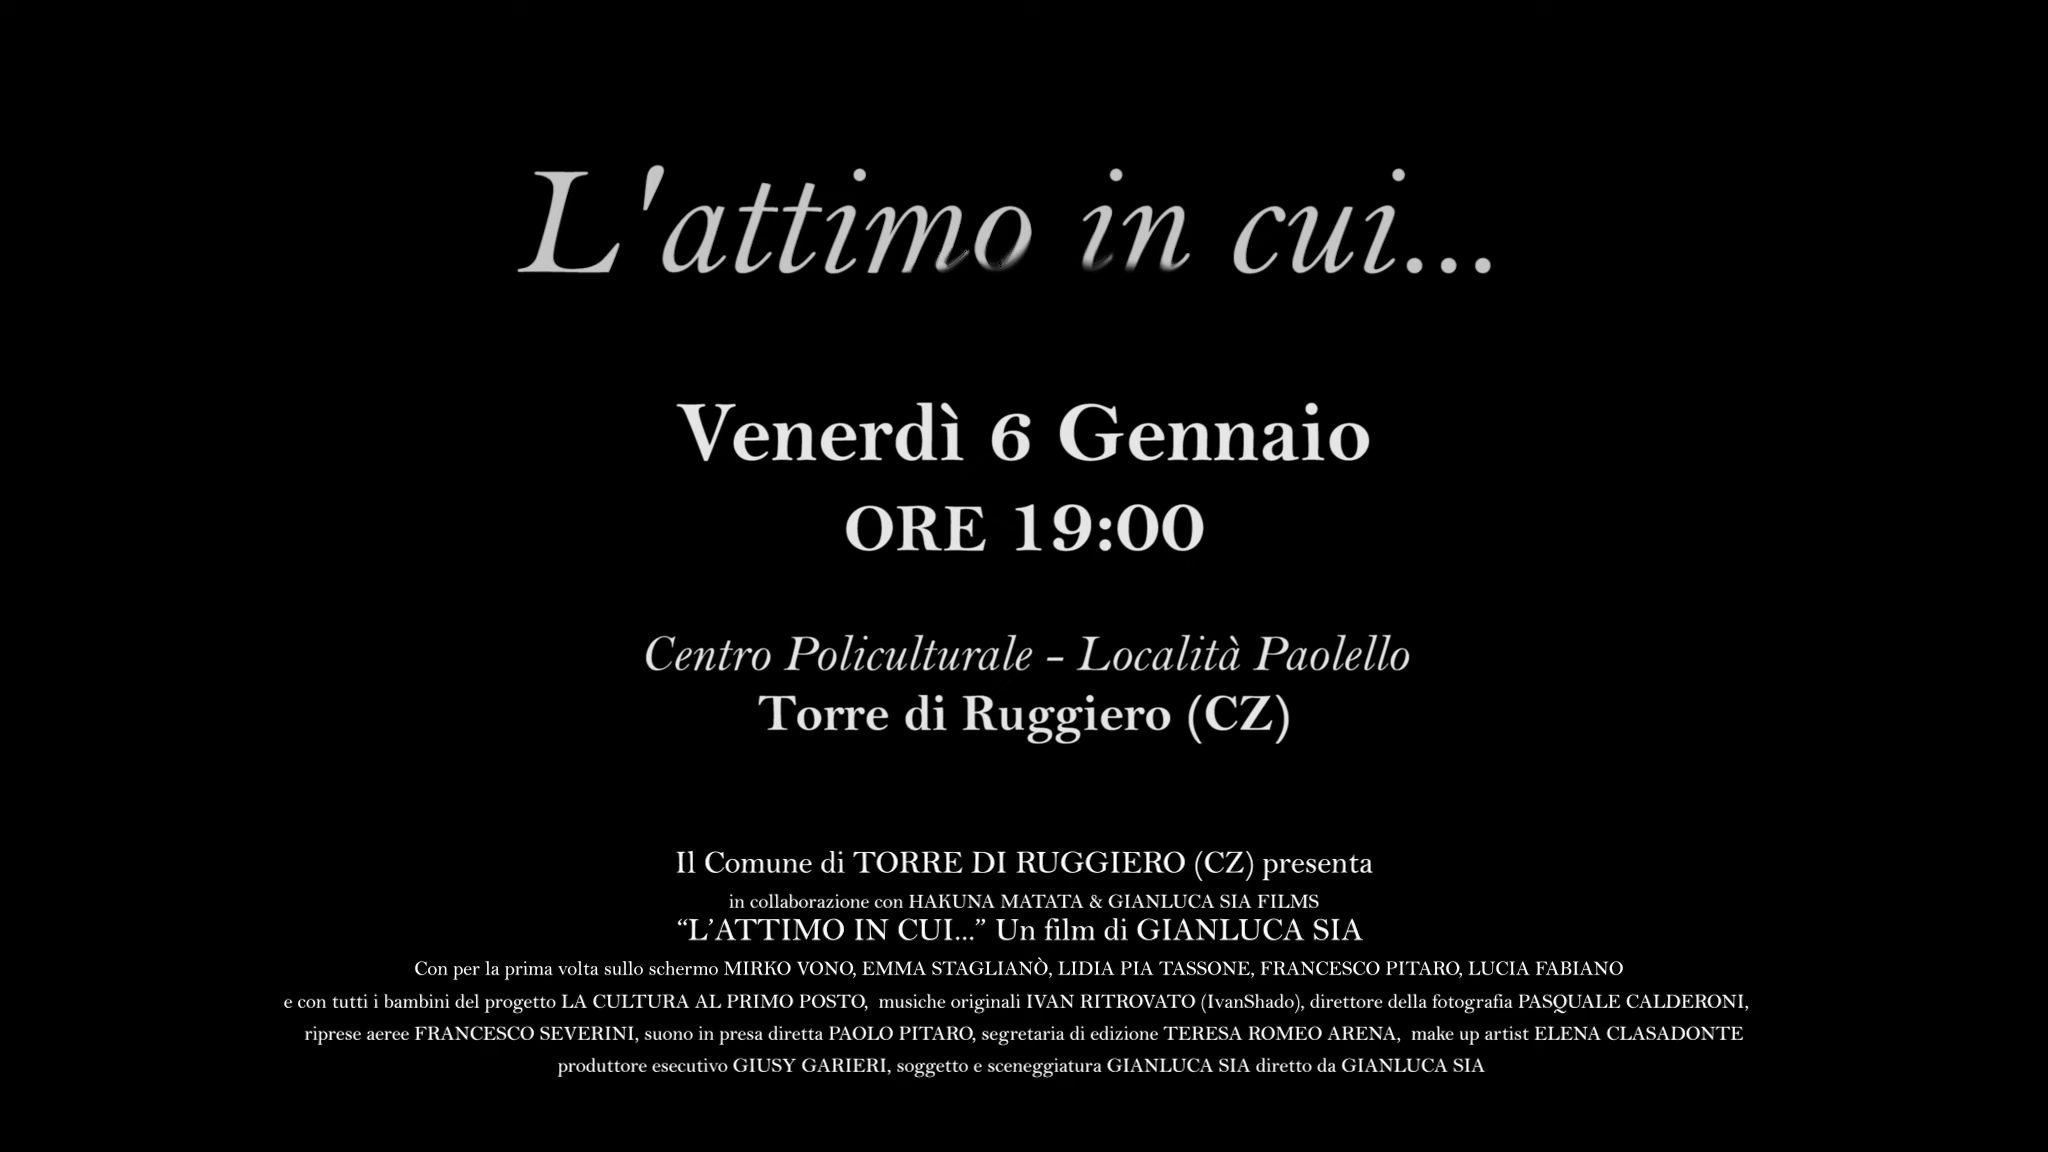 L'attimo in cui...
Venerdì 6 Gennaio
ORE 19:00
Centro Policulturale - Località Paolello
Torre di Ruggiero (CZ)
Il Comune di TORRE DI RUGGIERO (CZ) presenta
in collaborazione con HAKUNA MATATA & GIANLUCA SIA FILMS
“L’ATTIMO IN CUI...” Un film di GIANLUCA SIA
Con per la prima volta sullo schermo MIRKO VONO, EMMA STAGLIANÒ, LIDIA PIA TASSONE, FRANCESCO PITARO, LUCIA FABIANO
e con tutti i bambini del progetto LA CULTURA AL PRIMO POSTO, musiche originali IVAN RITROVATO (IvanShado), direttore della fotografia PASQUALE CALDERONI,
riprese aeree FRANCESCO SEVERINI, suono in presa diretta PAOLO PITARO, segretaria di edizione TERESA ROMEO ARENA, make up artist ELENA CLASADONTE
produttore esecutivo GIUSY GARIERI, soggetto e sceneggiatura GIANLUCA SIA diretto da GIANLUCA SIA